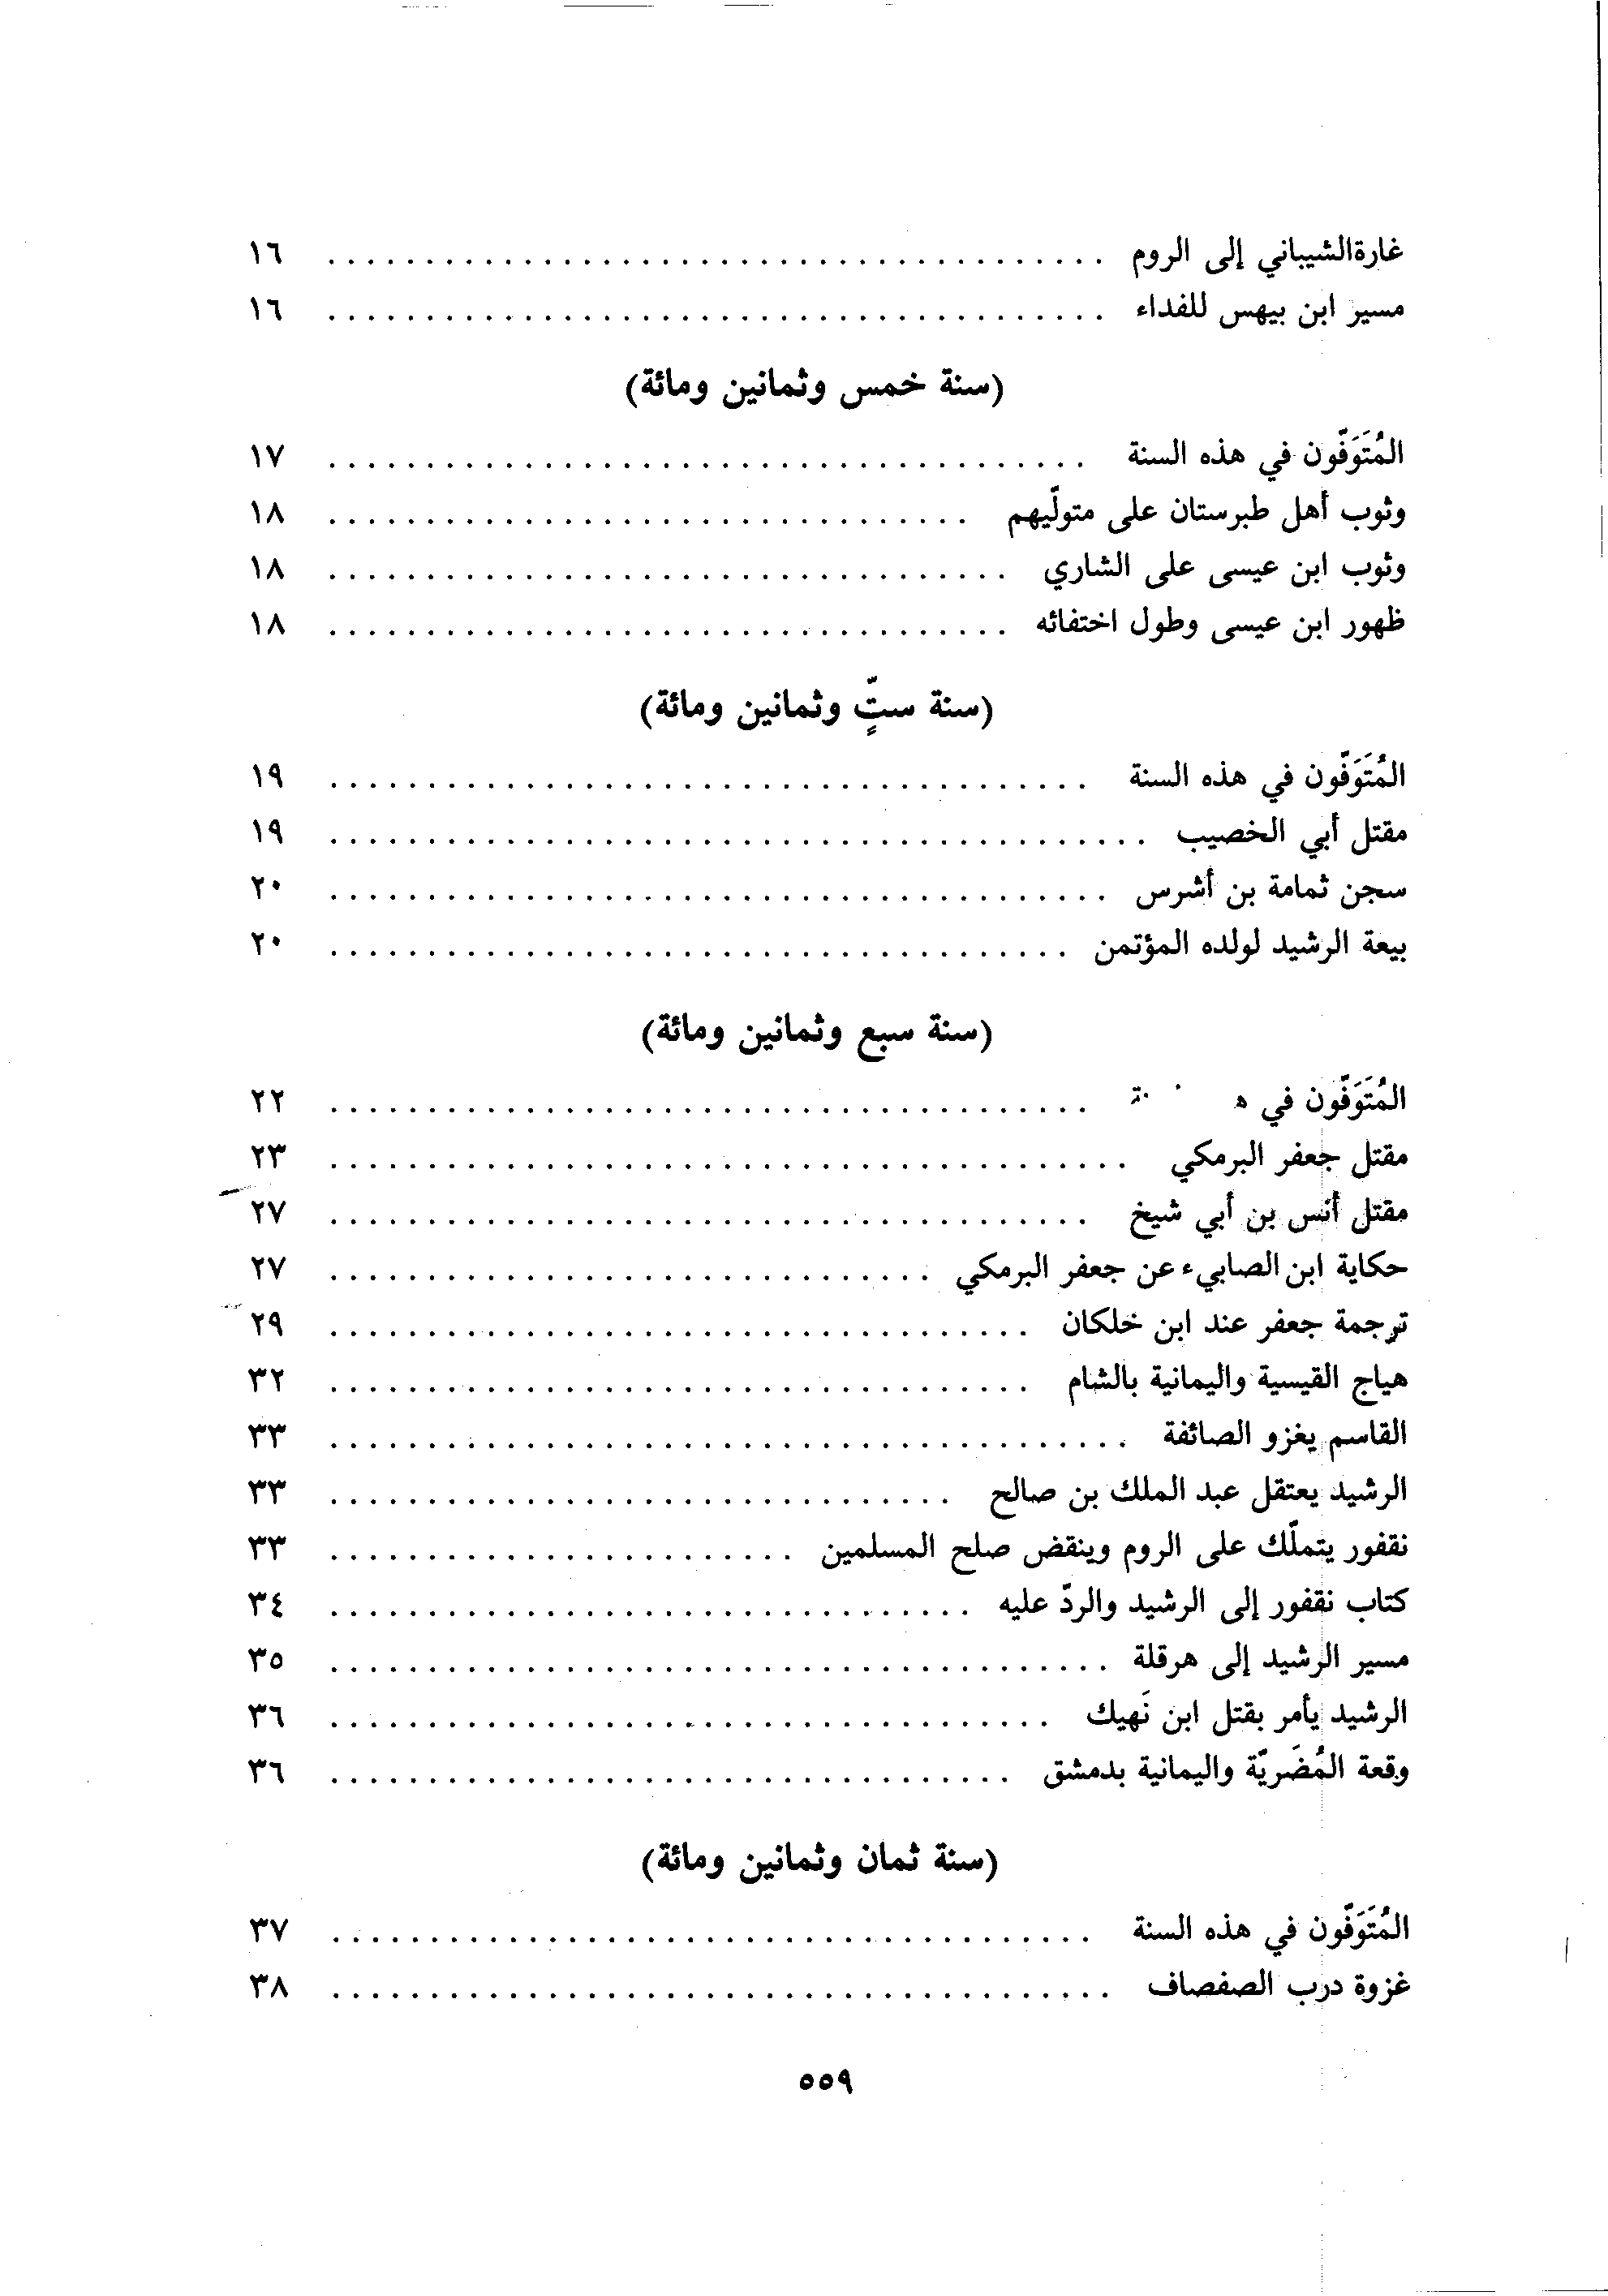 غارةالشيباني إلى الروم . . . . . . . . . . . . . . . . . . . . ١٦
مسير ابن بيهس للفداء . . . . . . . . . . . . . . . . . . . . ١٦
(سنة خمس وثمانين ومائة)
المُتَوَفّون في هذه السنة . . . . . . . . . . . . . . . . . . . . ١٧
وثوب أهل طبرستان على متولّيهم . . . . . . . . . . . . . . . . . . . . ١٨
وثوب ابن عيسى على الشاري . . . . . . . . . . . . . . . . . . . . ١٨
ظهور ابن عيسى وطول اختفائه . . . . . . . . . . . . . . . . . . . . ١٨
(سنة ستٍّ وثمانين ومائة)
المُتَوَفّون في هذه السنة . . . . . . . . . . . . . . . . . . . . ١٩
مقتل أبي الخصيب . . . . . . . . . . . . . . . . . . . . ١٩
سجن ثمامة بن أشرس . . . . . . . . . . . . . . . . . . . . ٢٠
بيعة الرشيد لولده المؤتمن . . . . . . . . . . . . . . . . . . . . ٢٠
(سنة سبع وثمانين ومائة)
المُتَوَفّون في . . . . . . . . . . . . . . . . . . . . ٢٢
مقتل جعفر البرمكي . . . . . . . . . . . . . . . . . . . . ٢٣
مقتل أنس بن أبي شيخ . . . . . . . . . . . . . . . . . . . . ٢٧
حكاية ابن الصابيء عن جعفر البرمكي . . . . . . . . . . . . . . . . . . . . ٢٧
ترجمة جعفر عند ابن خلكان . . . . . . . . . . . . . . . . . . . . ٢٩
هياج القيسية واليمانية بالشام . . . . . . . . . . . . . . . . . . . . ٣٢
القاسم يغزو الصائفة . . . . . . . . . . . . . . . . . . . . ٣٣
الرشيد يعتقل عبد الملك بن صالح . . . . . . . . . . . . . . . . . . . . ٣٣
نقفور يتملّك على الروم وينقض صلح المسلمين . . . . . . . . . . . . . . . . . . . . ٣٣
كتاب نقفور إلى الرشيد والردّ عليه . . . . . . . . . . . . . . . . . . . . ٣٤
مسير الرشيد إلى هرقلة . . . . . . . . . . . . . . . . . . . . ٣٥
الرشيد يأمر بقتل ابن نَهيك . . . . . . . . . . . . . . . . . . . . ٣٦
وقعة المُضَريّة واليمانية بدمشق . . . . . . . . . . . . . . . . . . . . ٣٦
(سنة ثمان وثمانين ومائة)
المُتَوَفّون في هذه السنة . . . . . . . . . . . . . . . . . . . . ٣٧
غزوة درب الصفصاف . . . . . . . . . . . . . . . . . . . . ٣٨
٥٥٩